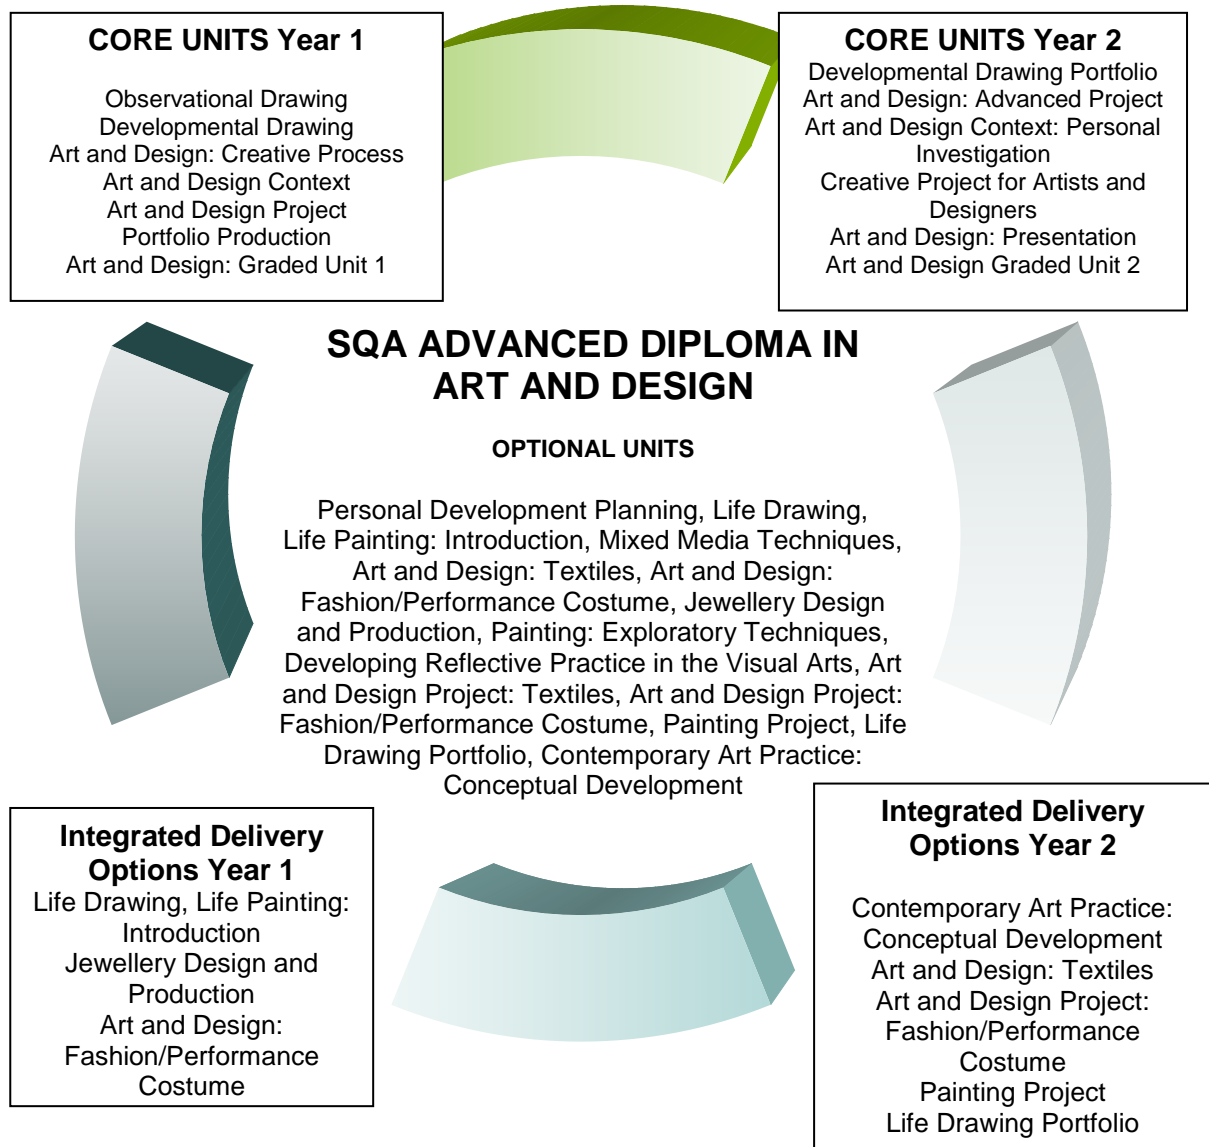 CORE UNITS Year 1
Observational Drawing
Developmental Drawing
Art and Design: Creative Process
Art and Design Context
Art and Design Project
Portfolio Production
Art and Design: Graded Unit 1
CORE UNITS Year 2
Developmental Drawing Portfolio
Art and Design: Advanced Project
Art and Design Context: Personal
Investigation
Creative Project for Artists and
Designers
Art and Design: Presentation
Art and Design Graded Unit 2
SQA ADVANCED DIPLOMA IN
ART AND DESIGN
OPTIONAL UNITS
Personal Development Planning, Life Drawing,
Life Painting: Introduction, Mixed Media Techniques,
Art and Design: Textiles, Art and Design:
Fashion/Performance Costume, Jewellery Design
and Production, Painting: Exploratory Techniques,
Developing Reflective Practice in the Visual Arts, Art
and Design Project: Textiles, Art and Design Project:
Fashion/Performance Costume, Painting Project, Life
Drawing Portfolio, Contemporary Art Practice:
Conceptual Development
Integrated Delivery
Options Year 1
Life Drawing, Life Painting:
Introduction
Jewellery Design and
Production
Art and Design:
Fashion/Performance
Costume
Integrated Delivery
Options Year 2
Contemporary Art Practice:
Conceptual Development
Art and Design: Textiles
Art and Design Project:
Fashion/Performance
Costume
Painting Project
Life Drawing Portfolio